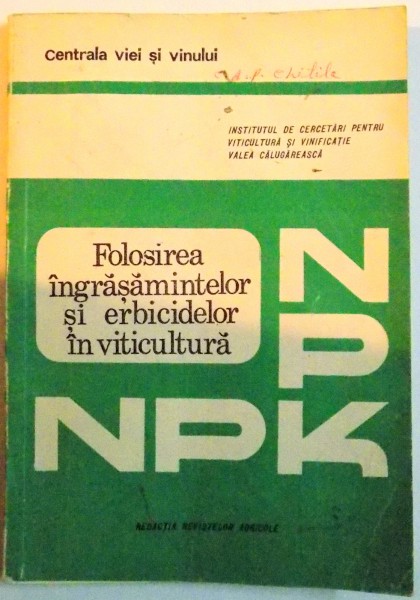 Centrala viei și vinului
INSTITUTUL DE CERCETĂRI PENTRU
VITICULTURĂ ȘI VINIFICAȚIE
VALEA CĂLUGĂREASCĂ
Folosirea
îngrășămintelor
și erbicidelor
în viticultură
N
P
NPK
REDACȚIA REVISTELOR AGRICOLE